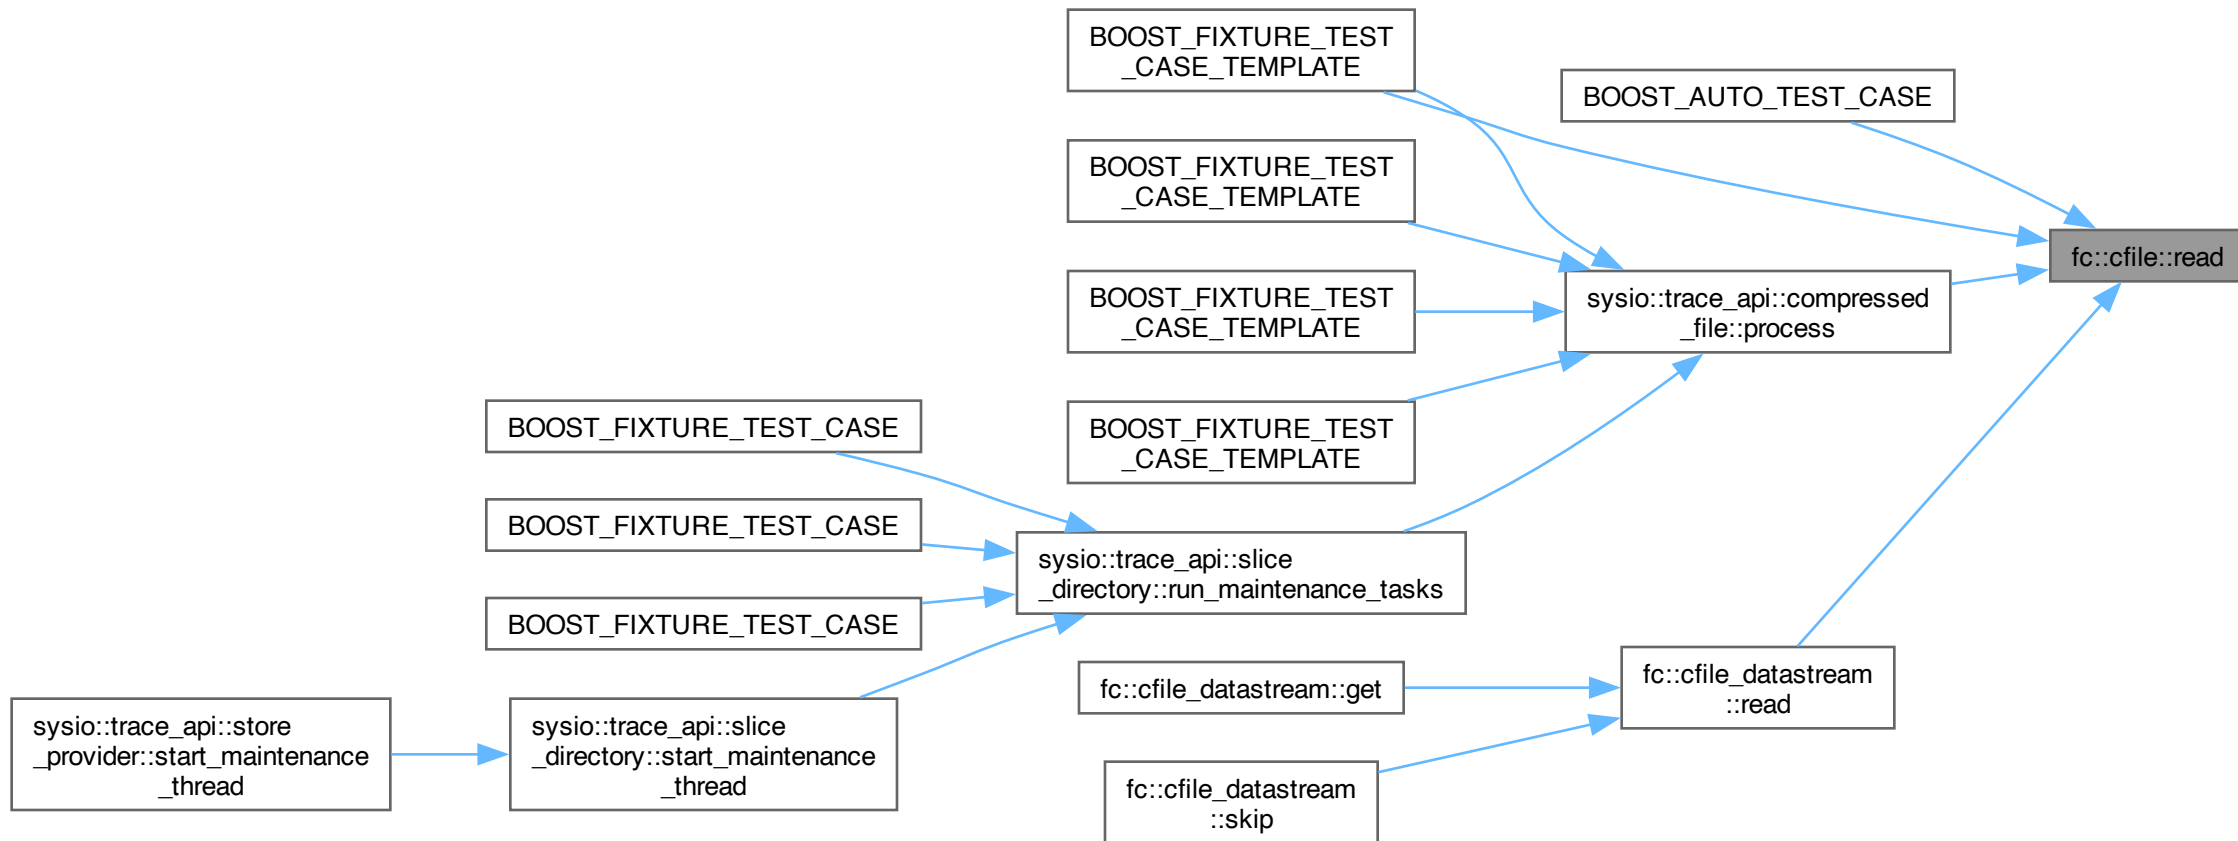 BOOST_FIXTURE_TEST
_CASE_TEMPLATE
BOOST_AUTO_TEST_CASE
BOOST_FIXTURE_TEST
_CASE_TEMPLATE
fc::cfile::read
BOOST_FIXTURE_TEST
_CASE_TEMPLATE
sysio::trace_api::compressed
_file::process
BOOST_FIXTURE_TEST
_CASE_TEMPLATE
BOOST_FIXTURE_TEST_CASE
BOOST_FIXTURE_TEST_CASE
sysio::trace_api::slice
_directory::run_maintenance_tasks
BOOST_FIXTURE_TEST_CASE
fc::cfile_datastream::get
fc::cfile_datastream
::read
sysio::trace_api::store
_provider::start_maintenance
_thread
sysio::trace_api::slice
_directory::start_maintenance
_thread
fc::cfile_datastream
::skip